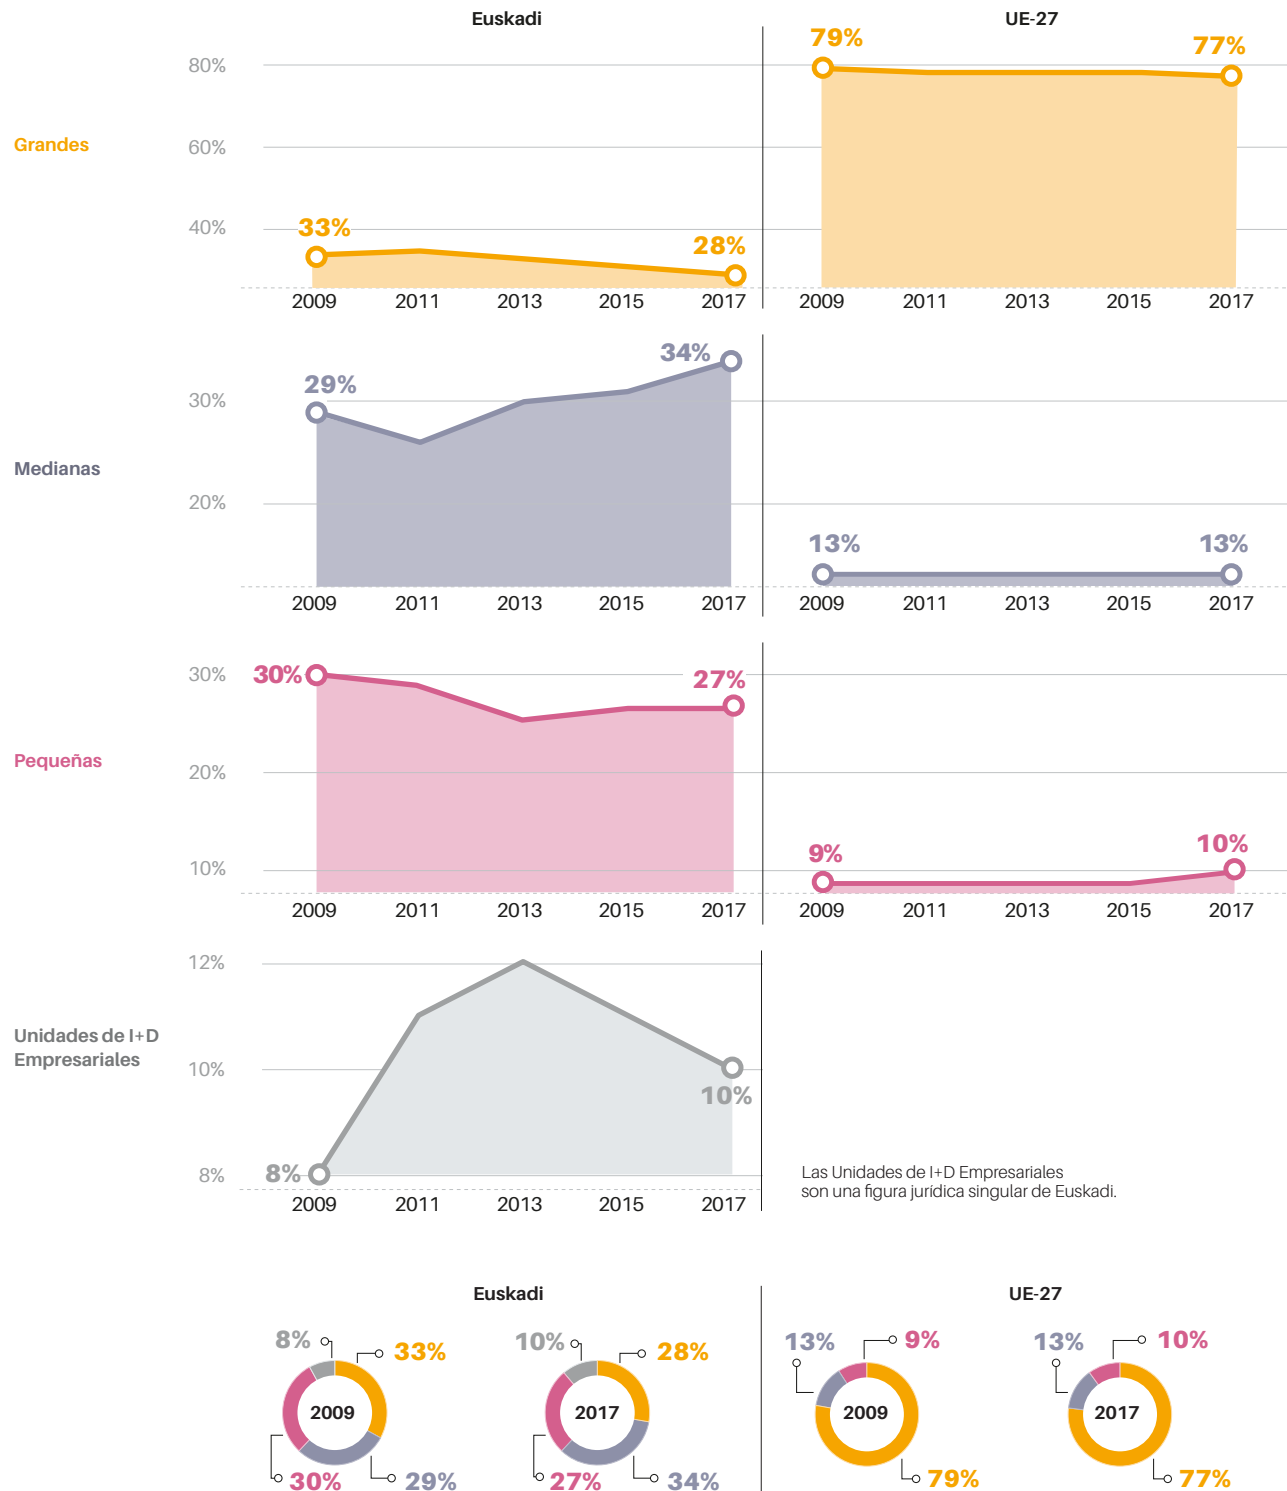 Euskadi
UE-27
Grandes
80%
60%
40%
33%
28%
79%
77%
2009 2011 2013 2015 2017
2009 2011 2013 2015 2017
Medianas
30%
20%
29%
34%
13%
13%
2009 2011 2013 2015 2017
2009 2011 2013 2015 2017
Pequeñas
30%
20%
10%
30%
27%
9%
10%
2009 2011 2013 2015 2017
2009 2011 2013 2015 2017
Unidades de I+D
Empresariales
12%
10%
8%
8%
10%
2009 2011 2013 2015 2017
Las Unidades de I+D Empresariales
son una figura jurídica singular de Euskadi.
Euskadi
UE-27
8%
33%
2009
30%
29%
10%
28%
2017
27%
34%
13%
9%
2009
79%
13%
10%
2017
77%